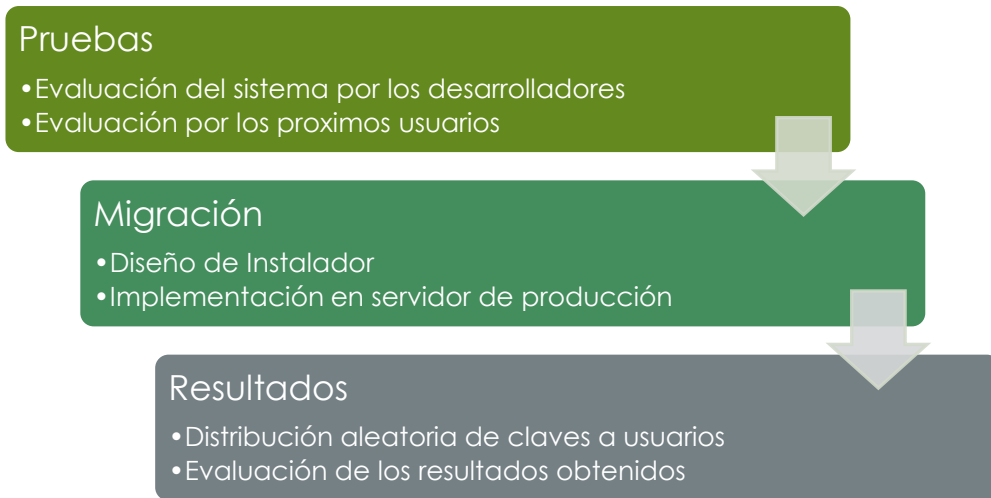 Pruebas
•Evaluación del sistema por los desarrolladores
•Evaluación por los proximos usuarios
Migración
•Diseño de Instalador
•Implementación en servidor de producción
Resultados
•Distribución aleatoria de claves a usuarios
•Evaluación de los resultados obtenidos